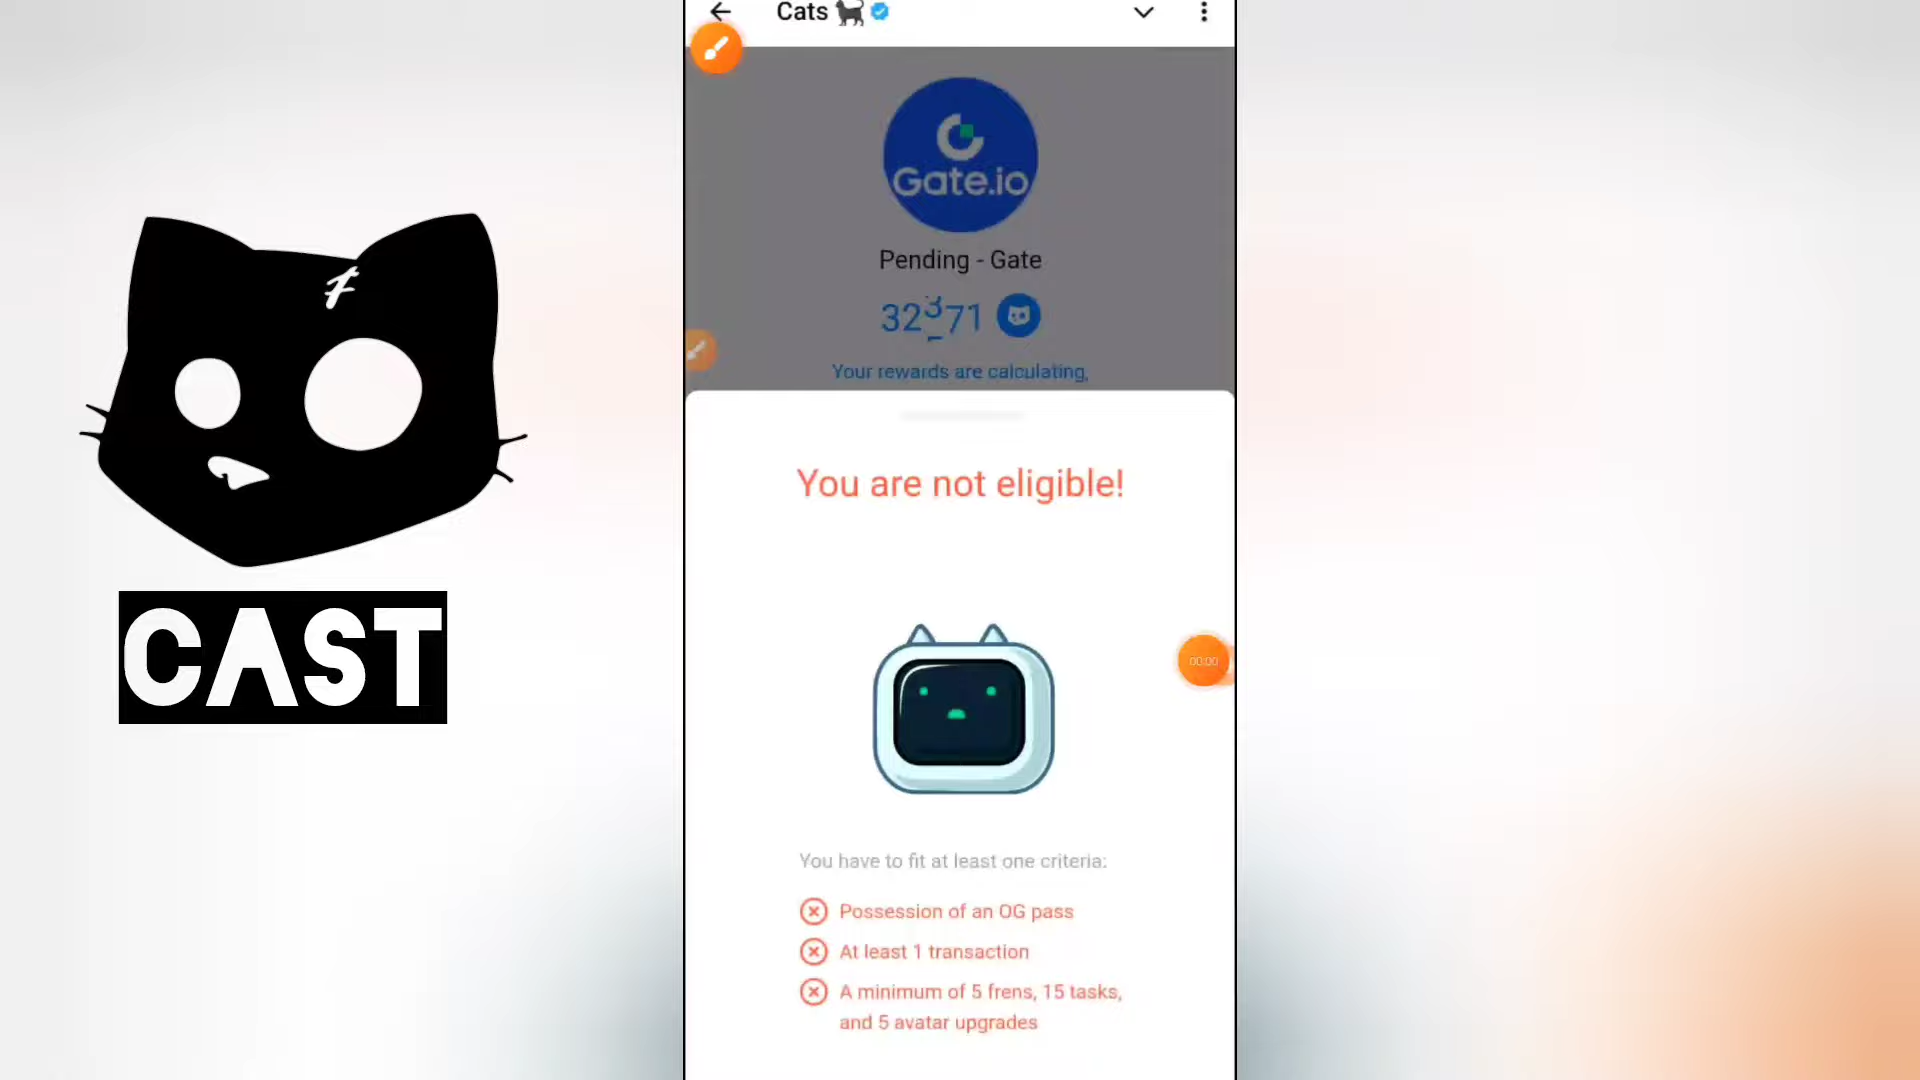 Cats
Gate.io
Pending - Gate
Your rewards are calculating,
You are not eligible!
CAST
00:00
You have to fit at least one criteria:
Possession of an OG pass
At least 1 transaction
A minimum of 5 frens, 15 tasks,
and 5 avatar upgrades